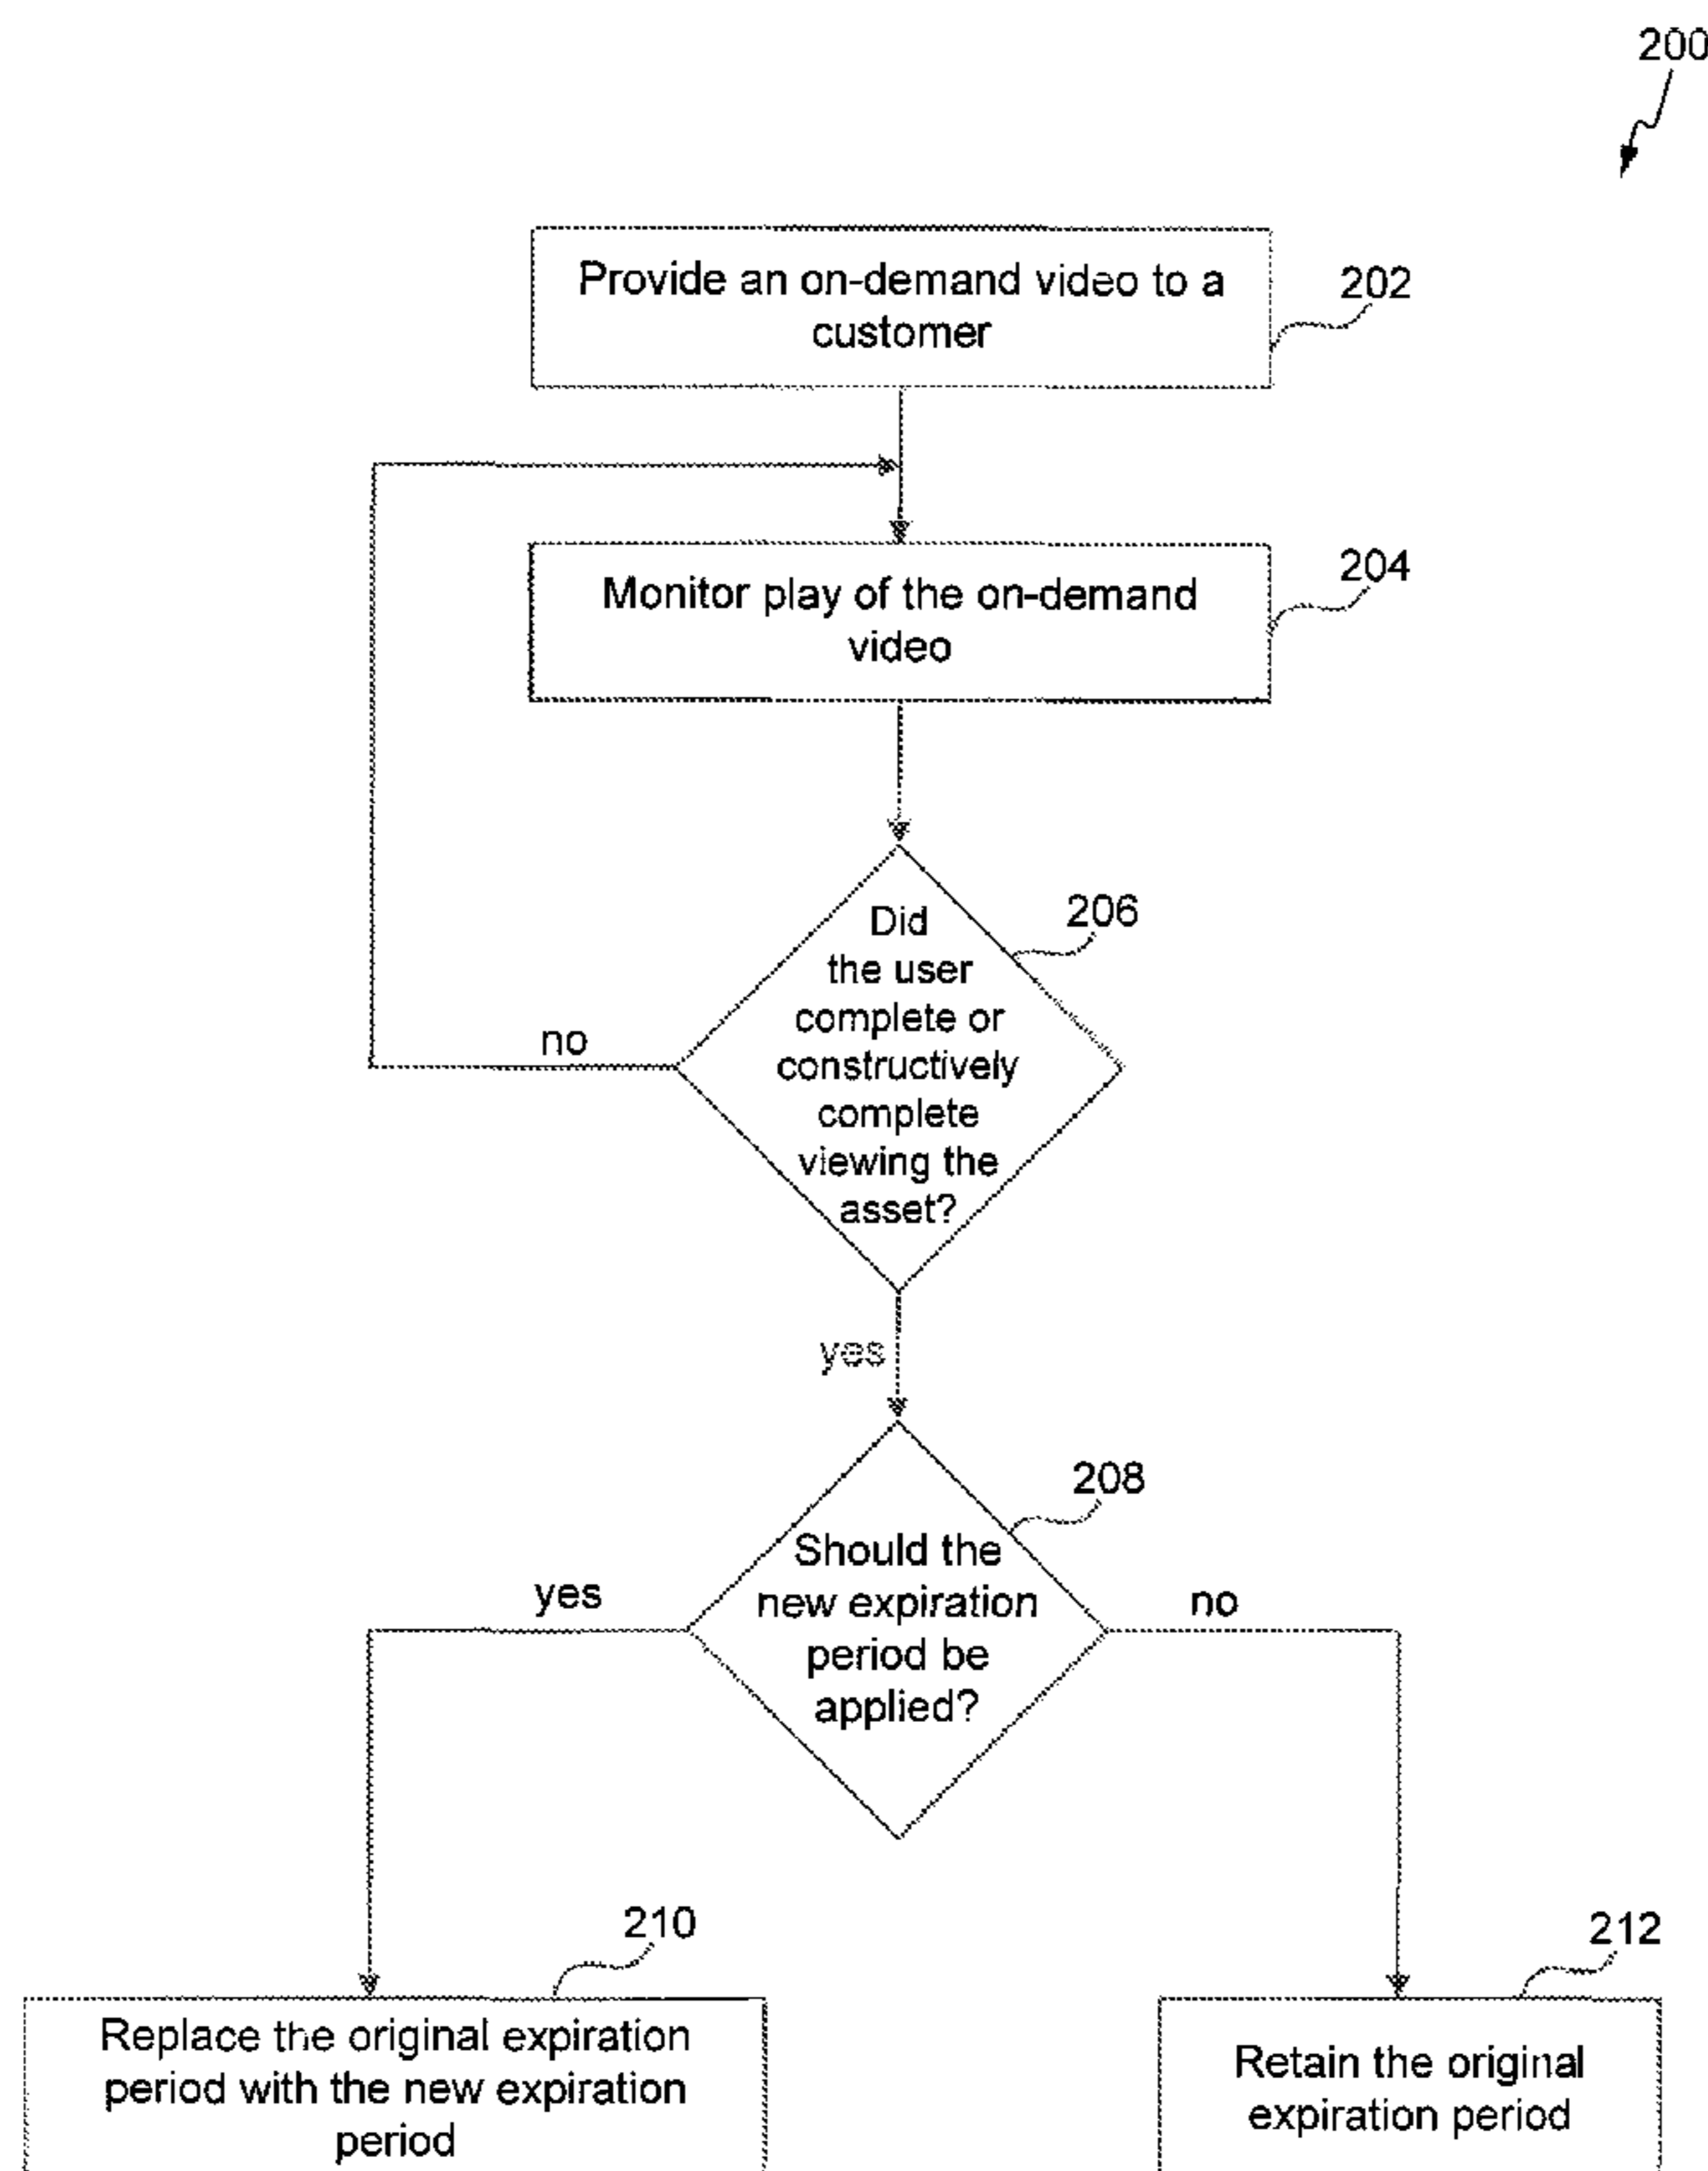 200
Provide an on-demand video to a
customer
202
Monitor play of the on-demand
video
204
Did
the user
complete or
constructively
complete
viewing the
asset?
206
no
yes
Should the
new expiration
period be
applied?
208
yes
no
210
Replace the original expiration
period with the new expiration
period
212
Retain the original
expiration period